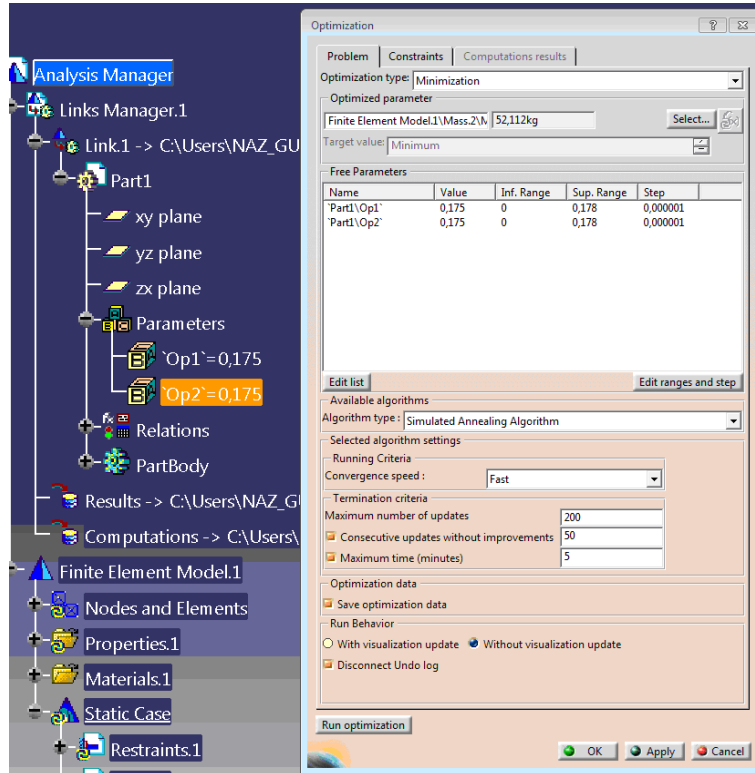 Analysis Manager
Links Manager.1
Link.1 -> C:\Users\NAZ_GU
Part1
xy plane
yz plane
zx plane
Parameters
`Op1`=0,175
`Op2`=0,175
Relations
PartBody
Results -> C:\Users\NAZ_G
Computations -> C:\Users\
Finite Element Model.1
Nodes and Elements
Properties.1
Materials.1
Static Case
Restraints.1
Optimization
Problem Constraints Computations results
Optimization type: Minimization
Optimized parameter
Finite Element Model.1\Mass.2\M 52,112kg Select...
Target value: Minimum
Free Parameters
Name Value Inf. Range Sup. Range Step
`Part1\Op1` 0,175 0 0,178 0,000001
`Part1\Op2` 0,175 0 0,178 0,000001
Edit list Edit ranges and step
Available algorithms
Algorithm type : Simulated Annealing Algorithm
Selected algorithm settings
Running Criteria
Convergence speed : Fast
Termination criteria
Maximum number of updates 200
Consecutive updates without improvements 50
Maximum time (minutes) 5
Optimization data
Save optimization data
Run Behavior
With visualization update Without visualization update
Disconnect Undo log
Run optimization
OK Apply Cancel